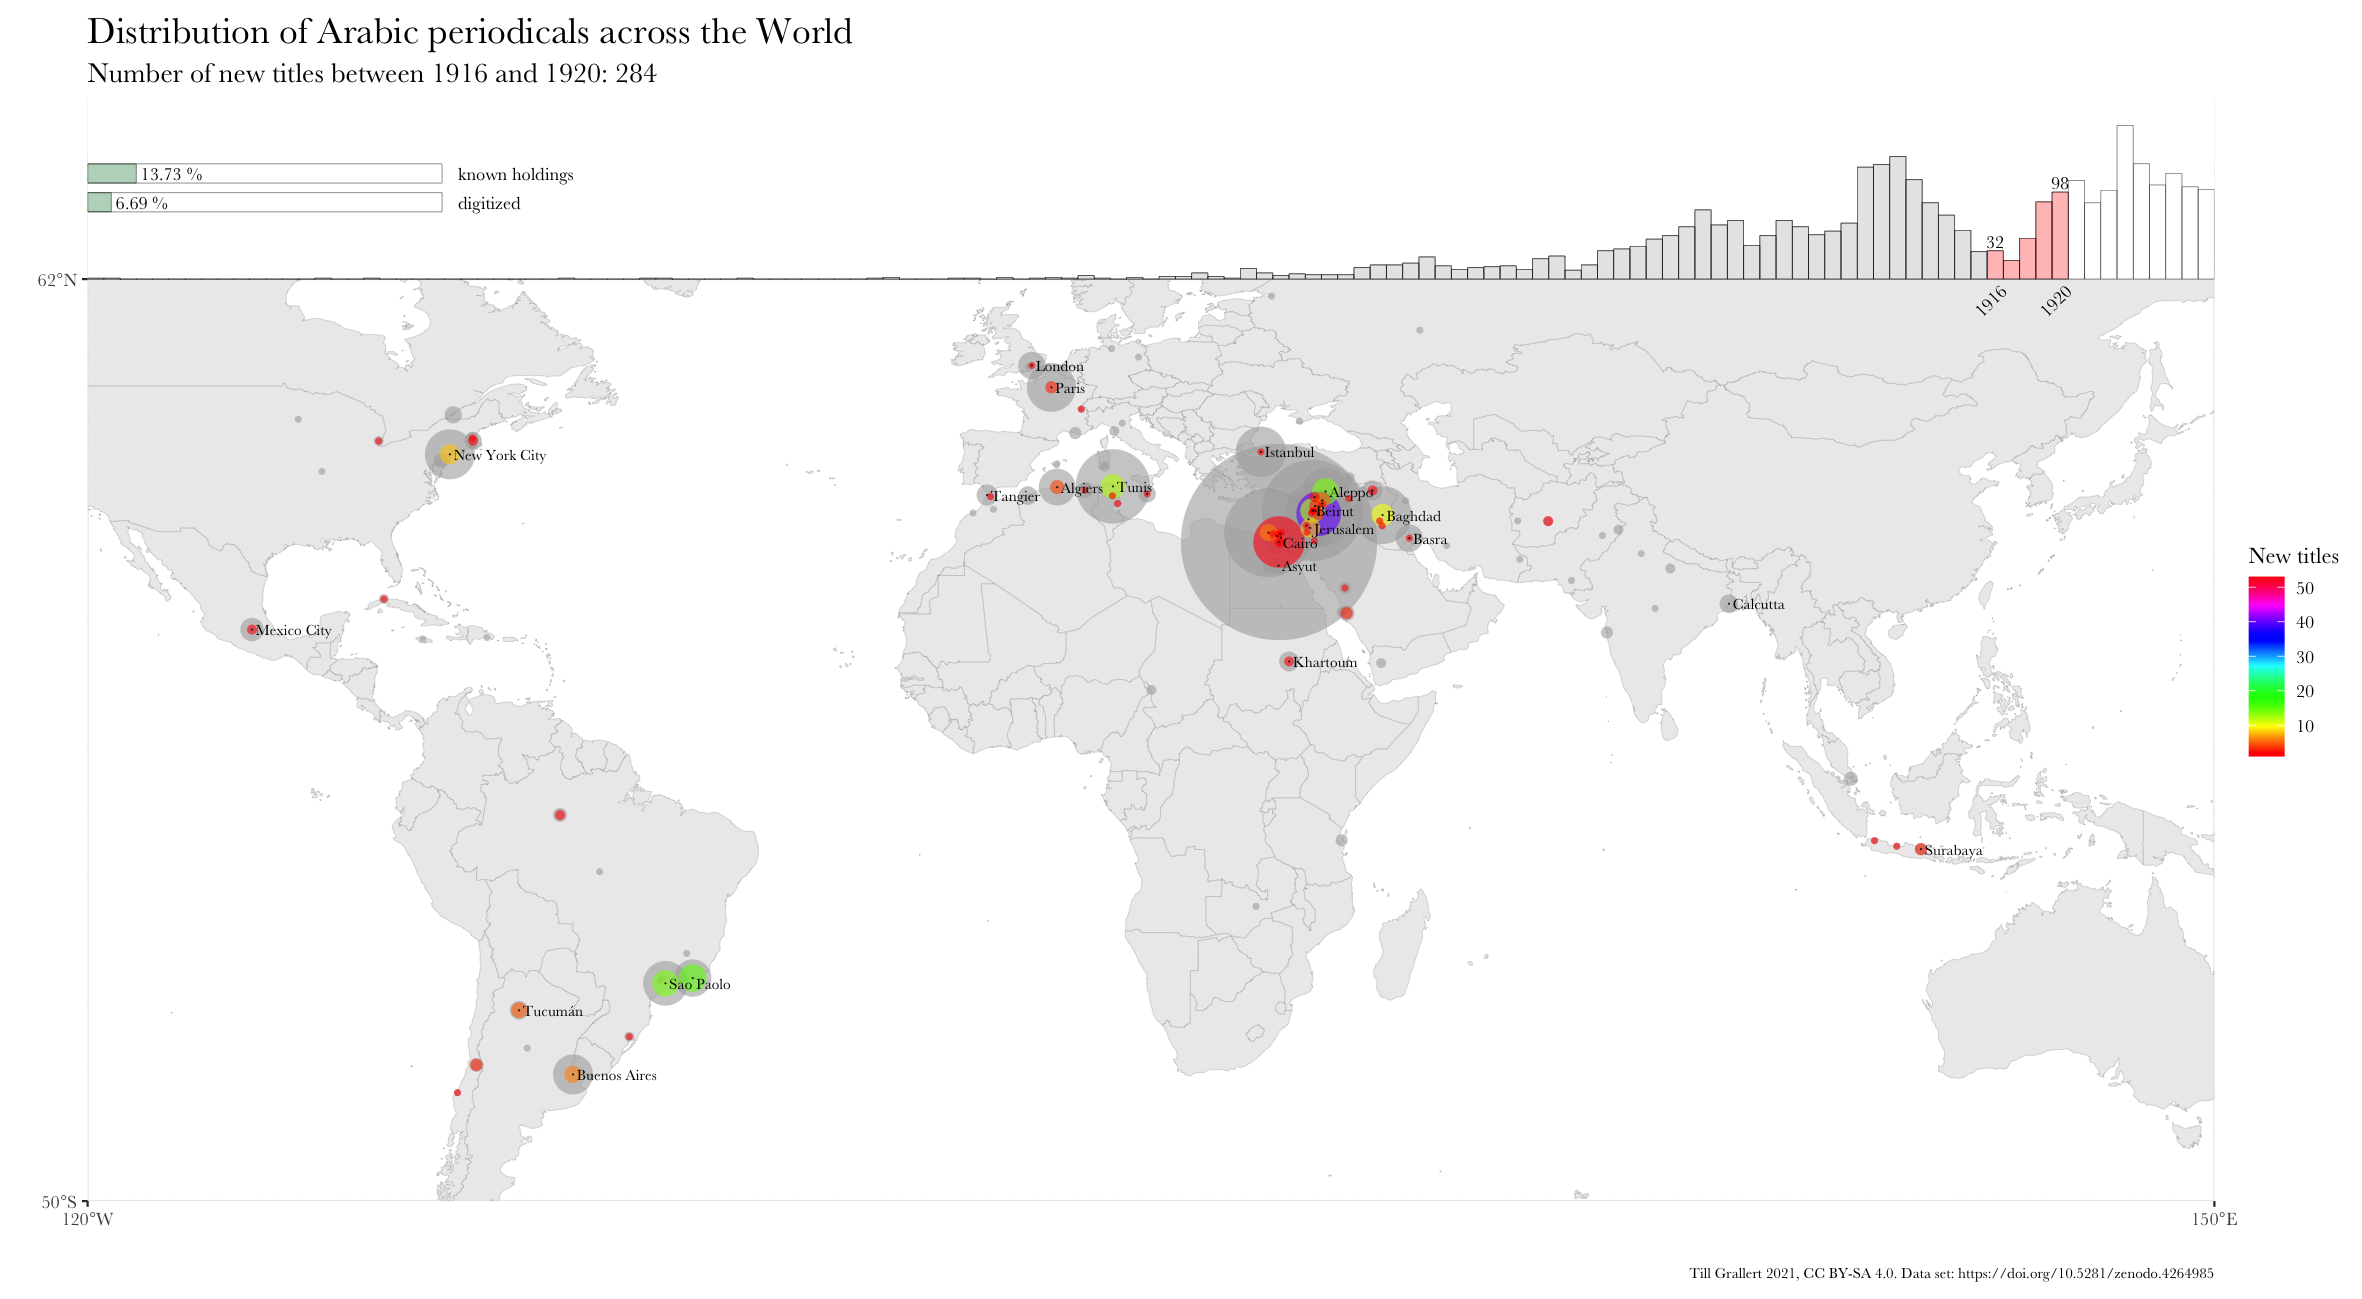 Distribution of Arabic periodicals across the World
Number of new titles between 1916 and 1920: 284
13.73 %
known holdings
6.69 %
digitized
98
32
62°N
1916
1920
London
Paris
New York City
Istanbul
Tangier
Algiers
Tunis
Aleppo
Beirut
Baghdad
Jerusalem
Basra
Cairo
Asyut
Mexico City
Calcutta
Khartoum
Surabaya
Sao Paolo
Tucumán
Buenos Aires
New titles
50
40
30
20
10
50°S
120°W
150°E
Till Grallert 2021, CC BY-SA 4.0. Data set: https://doi.org/10.5281/zenodo.4264985